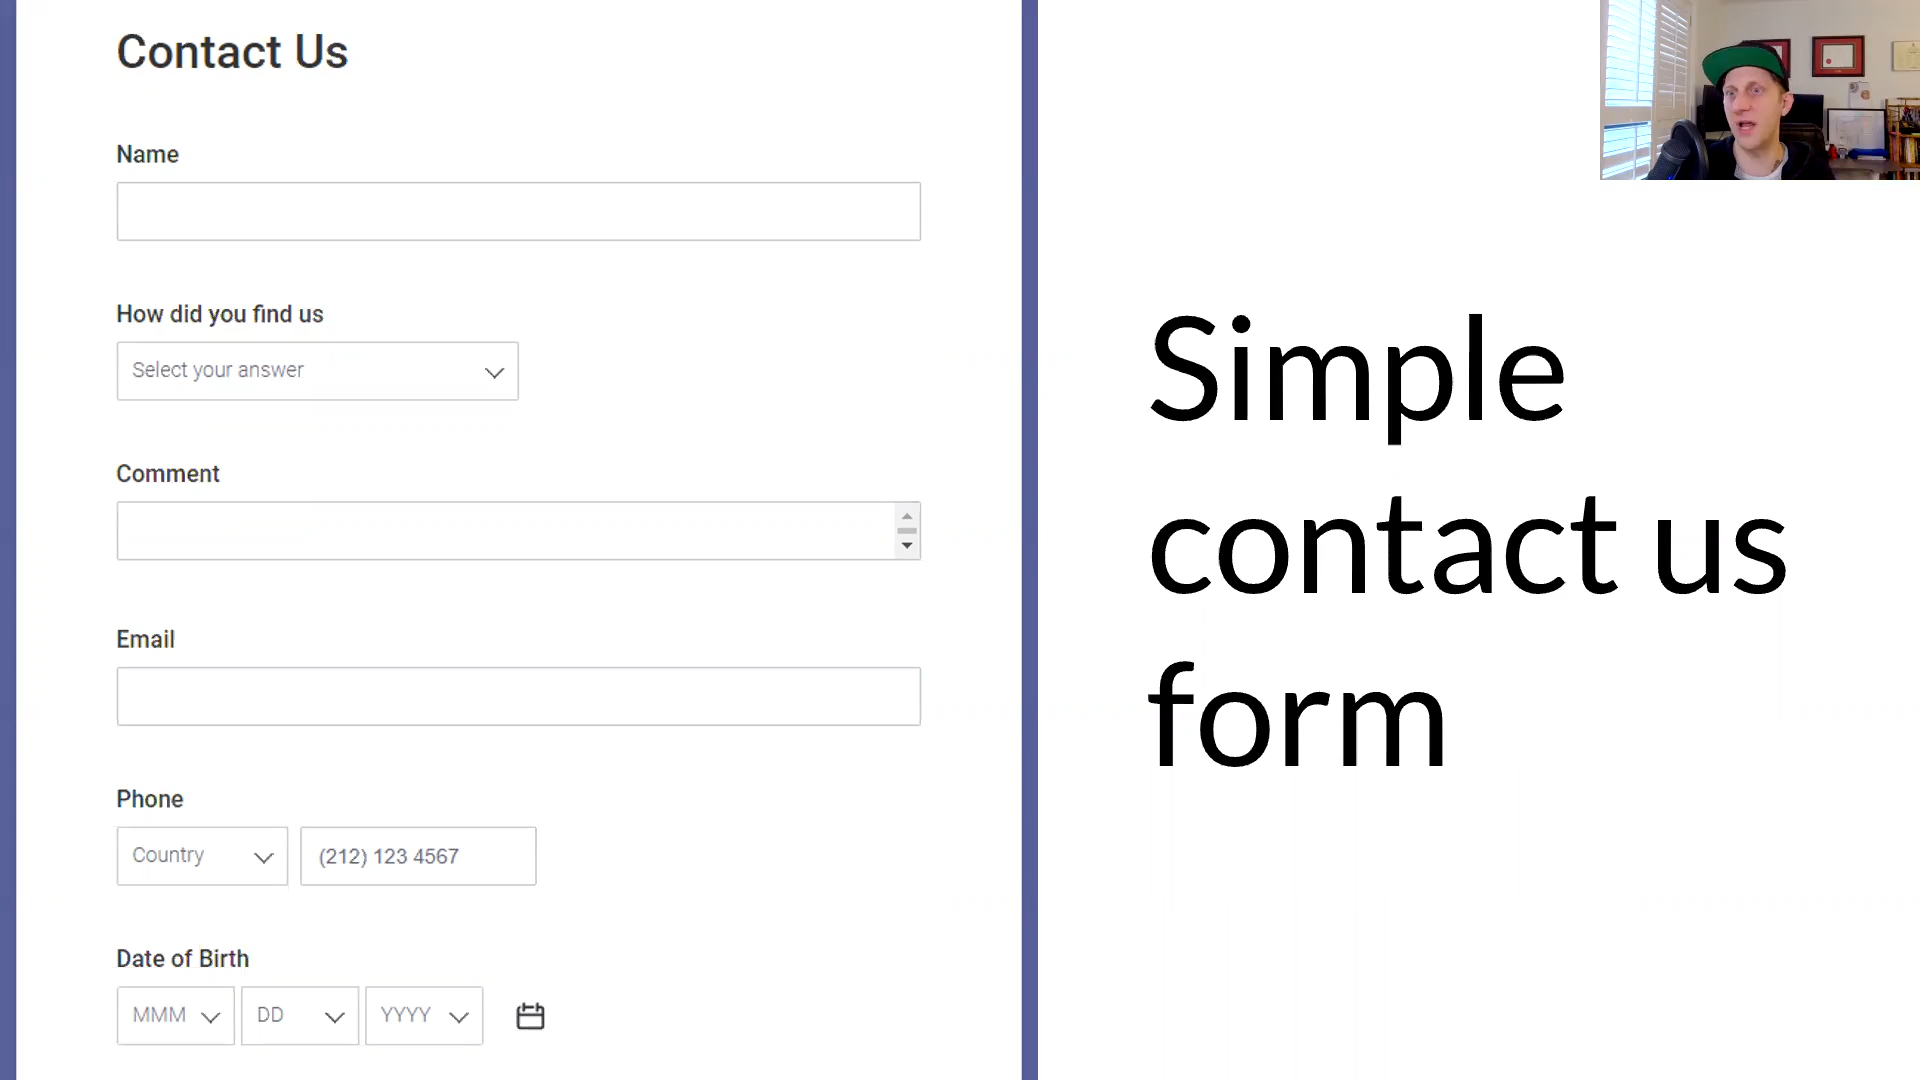 Contact Us
Name
How did you find us
Select your answer
Comment
Email
Phone
Country
(212) 123 4567
Date of Birth
MMM
DD
YYYY
Simple
contact us
form